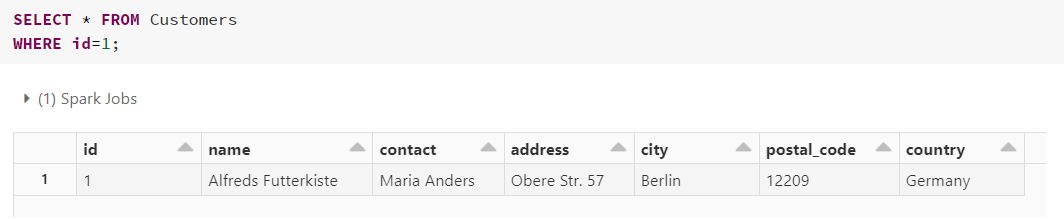 SELECT * FROM Customers
WHERE id=1;
(1) Spark Jobs
id name contact address city postal_code country
1 1 Alfreds Futterkiste Maria Anders Obere Str. 57 Berlin 12209 Germany